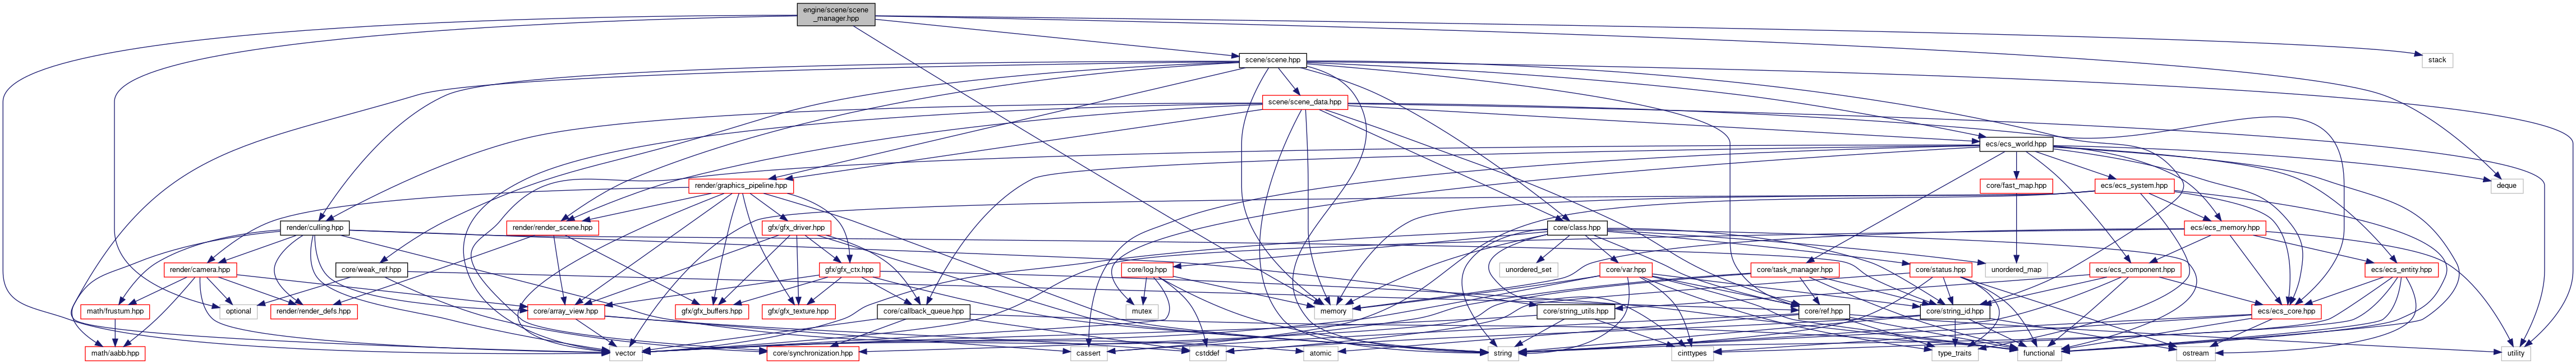 engine/scene/scene
_manager.hpp
scene/scene.hpp
stack
scene/scene_data.hpp
ecs/ecs_world.hpp
render/graphics_pipeline.hpp
core/fast_map.hpp
ecs/ecs_system.hpp
deque
render/culling.hpp
render/render_scene.hpp
gfx/gfx_driver.hpp
core/class.hpp
ecs/ecs_memory.hpp
render/camera.hpp
core/weak_ref.hpp
gfx/gfx_ctx.hpp
core/log.hpp
unordered_set
core/var.hpp
core/task_manager.hpp
core/status.hpp
unordered_map
ecs/ecs_component.hpp
ecs/ecs_entity.hpp
math/frustum.hpp
optional
render/render_defs.hpp
core/array_view.hpp
gfx/gfx_buffers.hpp
gfx/gfx_texture.hpp
core/callback_queue.hpp
mutex
memory
core/string_utils.hpp
core/ref.hpp
core/string_id.hpp
ecs/ecs_core.hpp
math/aabb.hpp
vector
core/synchronization.hpp
cassert
cstddef
atomic
string
cinttypes
type_traits
functional
ostream
utility